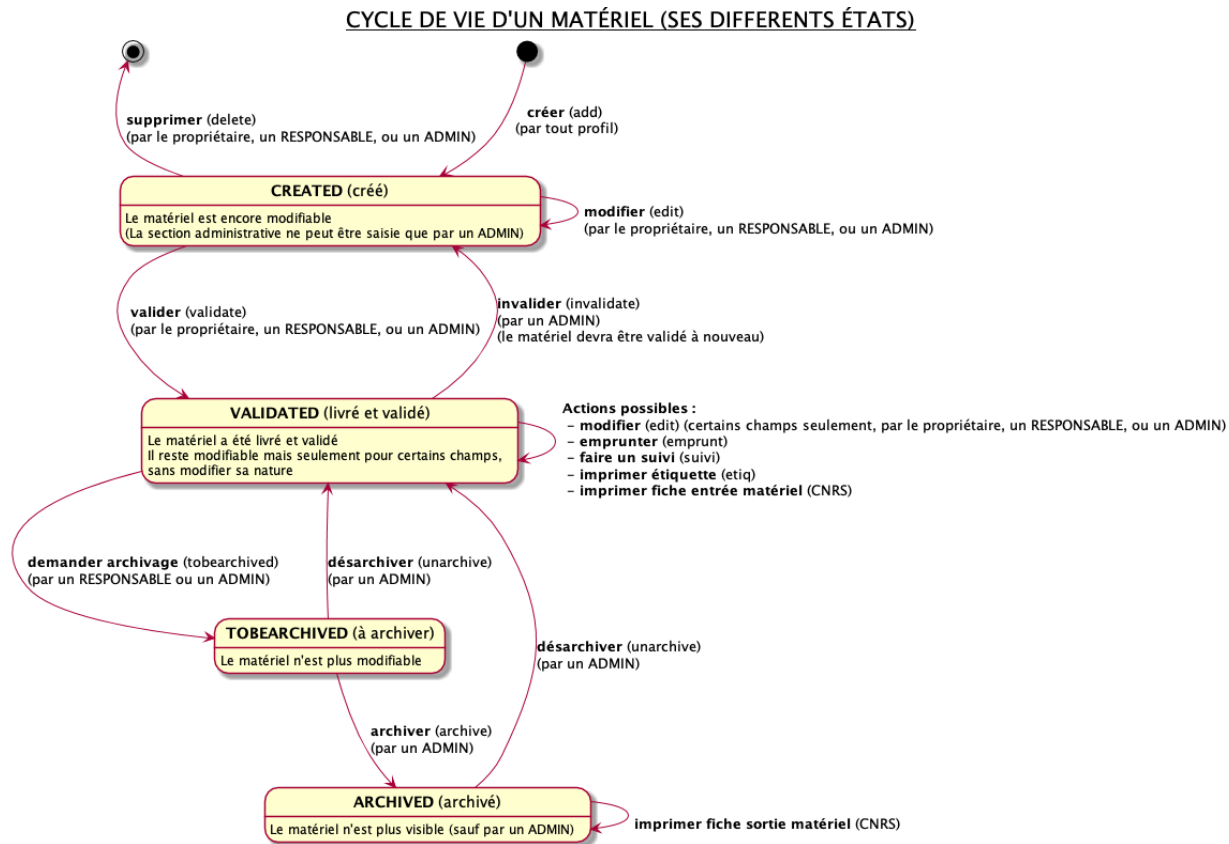 CYCLE DE VIE D'UN MATÉRIEL (SES DIFFERENTS ÉTATS)
supprimer (delete)
(par le propriétaire, un RESPONSABLE, ou un ADMIN)
créer (add)
(par tout profil)
CREATED (créé)
Le matériel est encore modifiable
(La section administrative ne peut être saisie que par un ADMIN)
modifier (edit)
(par le propriétaire, un RESPONSABLE, ou un ADMIN)
valider (validate)
(par le propriétaire, un RESPONSABLE, ou un ADMIN)
invalider (invalidate)
(par un ADMIN)
(le matériel devra être validé à nouveau)
VALIDATED (livré et validé)
Le matériel a été livré et validé
Il reste modifiable mais seulement pour certains champs,
sans modifier sa nature
Actions possibles :
- modifier (edit) (certains champs seulement, par le propriétaire, un RESPONSABLE, ou un ADMIN)
- emprunter (emprunt)
- faire un suivi (suivi)
- imprimer étiquette (etiq)
- imprimer fiche entrée matériel (CNRS)
demander archivage (tobearchived)
(par un RESPONSABLE ou un ADMIN)
désarchiver (unarchive)
(par un ADMIN)
TOBEARCHIVED (à archiver)
Le matériel n'est plus modifiable
désarchiver (unarchive)
(par un ADMIN)
archiver (archive)
(par un ADMIN)
ARCHIVED (archivé)
Le matériel n'est plus visible (sauf par un ADMIN)
imprimer fiche sortie matériel (CNRS)